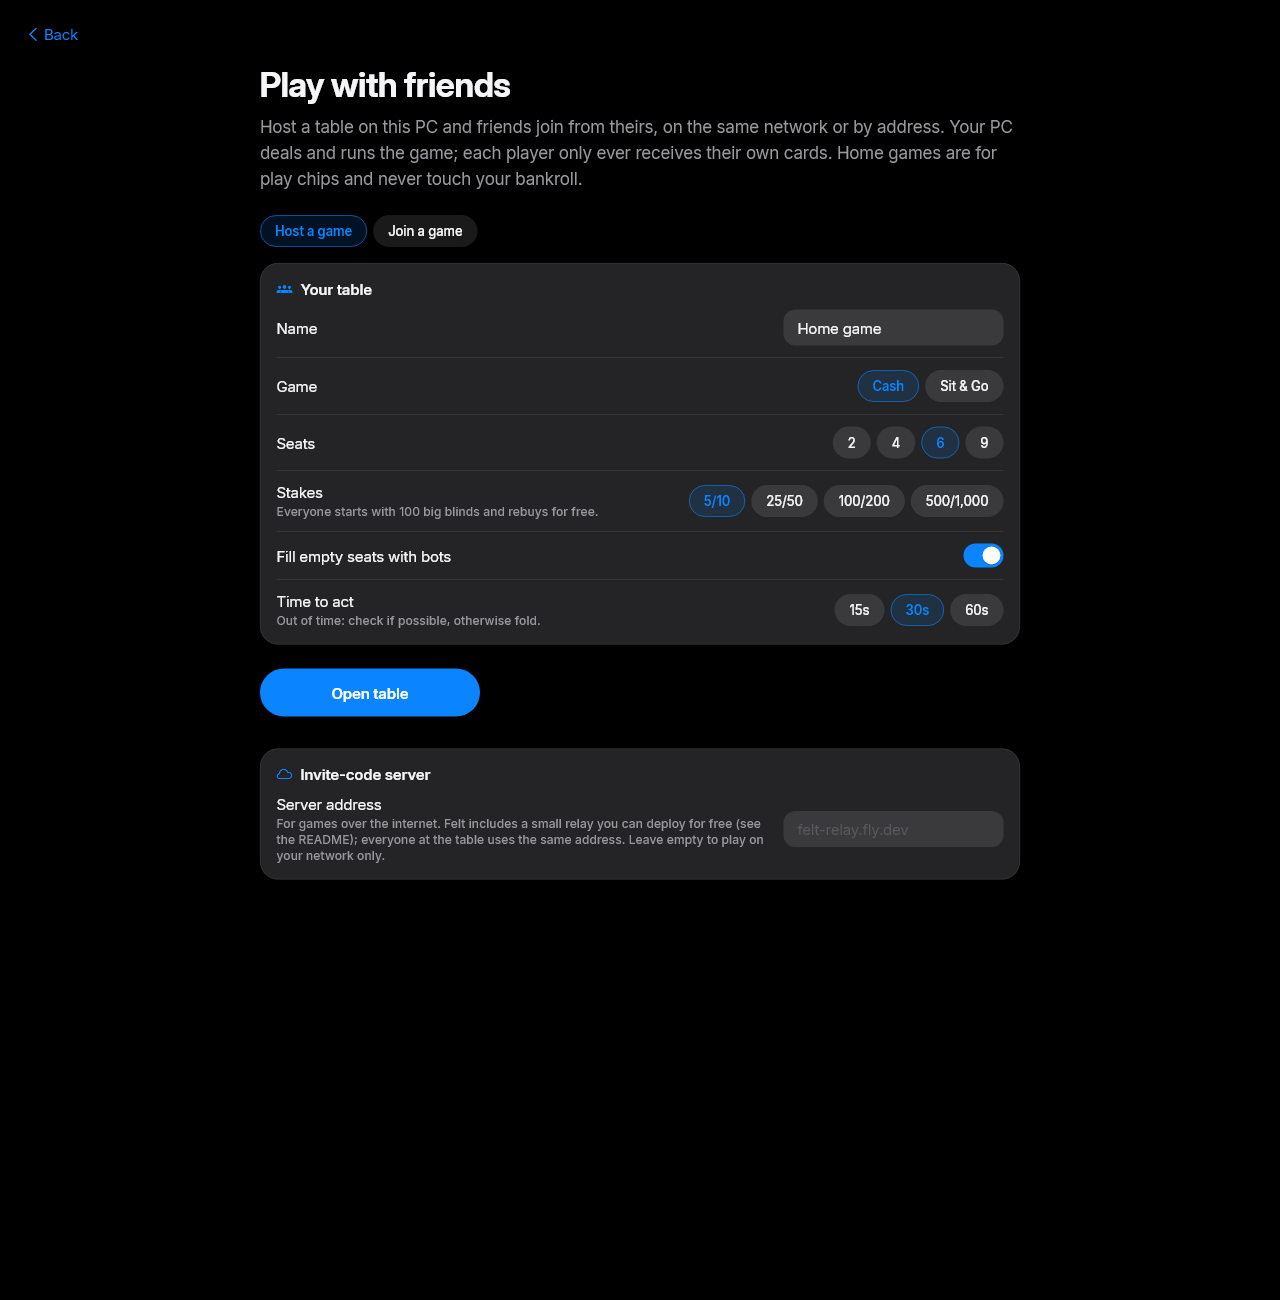 Back
Play with friends
Host a table on this PC and friends join from theirs, on the same network or by address. Your PC
deals and runs the game; each player only ever receives their own cards. Home games are for
play chips and never touch your bankroll.
Host a game Join a game
Your table
Name Home game
Game Cash Sit & Go
Seats 2 4 6 9
Stakes
Everyone starts with 100 big blinds and rebuys for free.
5/10 25/50 100/200 500/1,000
Fill empty seats with bots
Time to act
Out of time: check if possible, otherwise fold.
15s 30s 60s
Open table
Invite-code server
Server address
For games over the internet. Felt includes a small relay you can deploy for free (see
the README); everyone at the table uses the same address. Leave empty to play on
your network only.
felt-relay.fly.dev